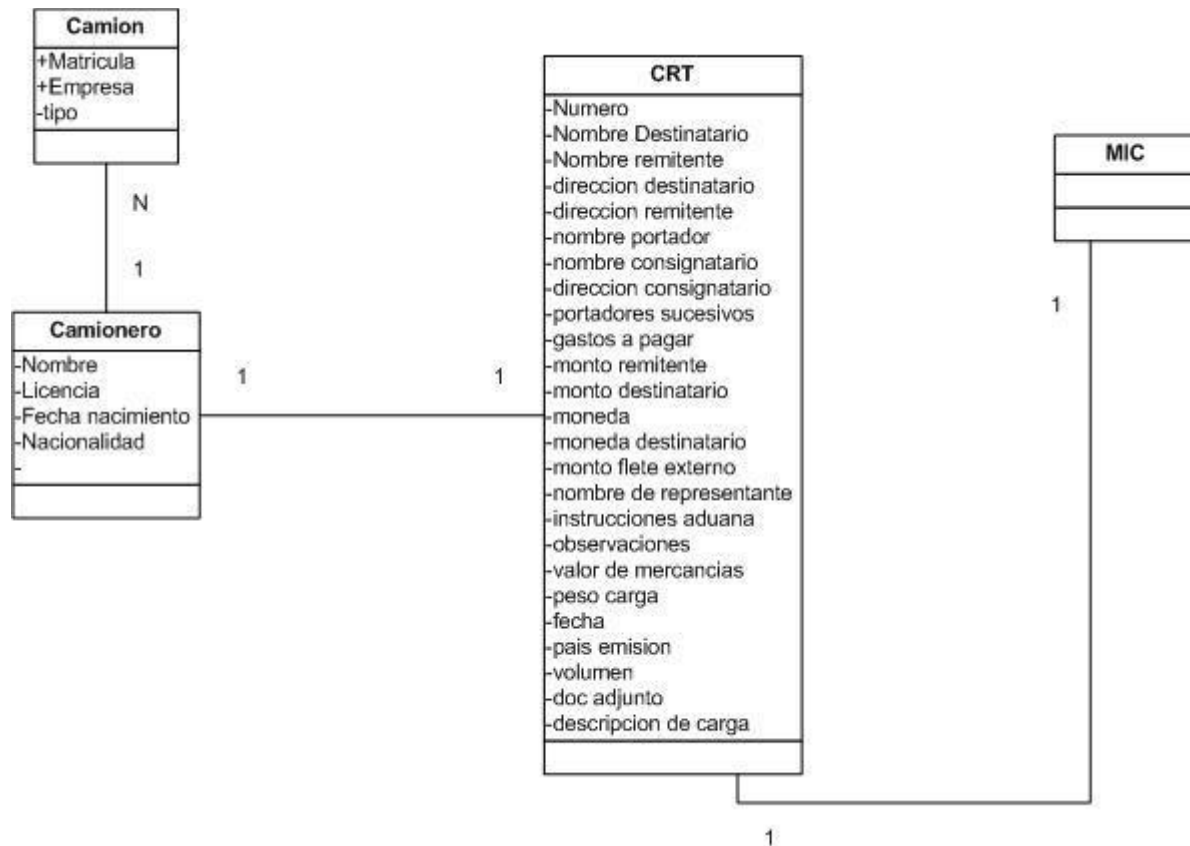 Camion
+Matricula
+Empresa
-tipo
N
1
Camionero
-Nombre
-Licencia
-Fecha nacimiento
-Nacionalidad
-
1
1
CRT
-Numero
-Nombre Destinatario
-Nombre remitente
-direccion destinatario
-direccion remitente
-nombre portador
-nombre consignatario
-direccion consignatario
-portadores sucesivos
-gastos a pagar
-monto remitente
-monto destinatario
-moneda
-moneda destinatario
-monto flete externo
-nombre de representante
-instrucciones aduana
-observaciones
-valor de mercancias
-peso carga
-fecha
-pais emision
-volumen
-doc adjunto
-descripcion de carga
MIC
1
1